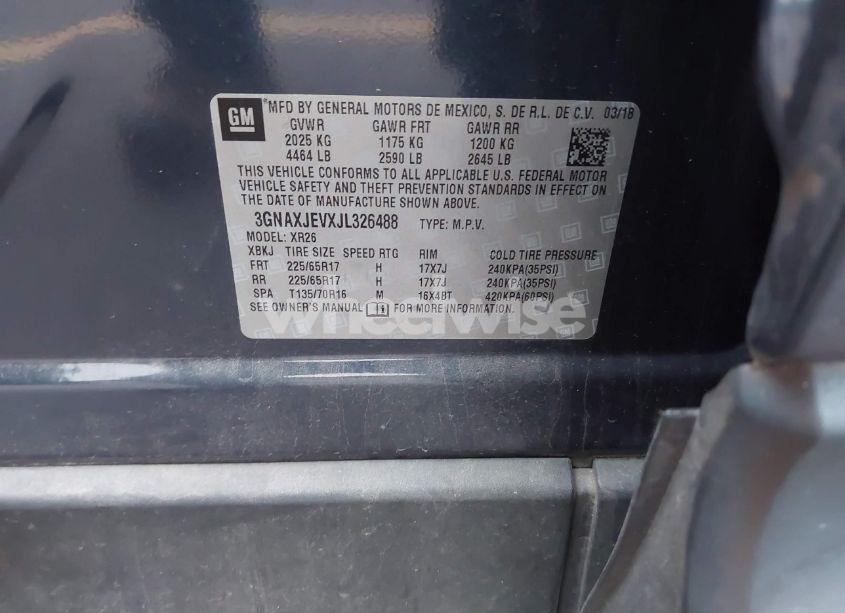 GM ®MFD BY GENERAL MOTORS DE MEXICO, S. DE R.L. DE C.V. 03/18
GVWR GAWR FRT GAWR RR
2025 KG 1175 KG 1200 KG
4464 LB 2590 LB 2645 LB
THIS VEHICLE CONFORMS TO ALL APPLICABLE U.S. FEDERAL MOTOR
VEHICLE SAFETY AND THEFT PREVENTION STANDARDS IN EFFECT ON
THE DATE OF MANUFACTURE SHOWN ABOVE.
3GNAXJEVXJL326488 TYPE: M.P.V.
MODEL: XR26
XBKJ TIRE SIZE SPEED RTG RIM COLD TIRE PRESSURE
FRT 225/65R17 H 17X7J 240KPA(35PSI)
RR 225/65R17 H 17X7J 240KPA(35PSI)
SPA T135/70R16 M 16X4BT 420KPA(60PSI)
SEE OWNER'S MANUAL FOR MORE INFORMATION.
wheelwise